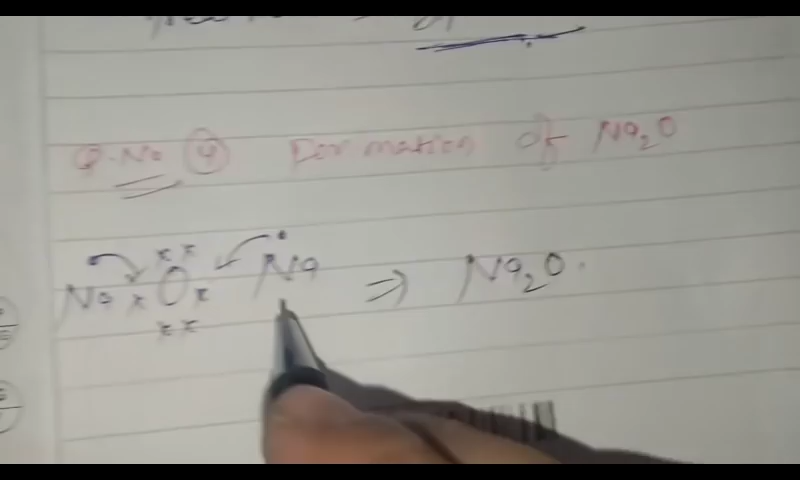 Q.No 4 Formation of Na2O
Na × O × Na ⇒ Na2O.